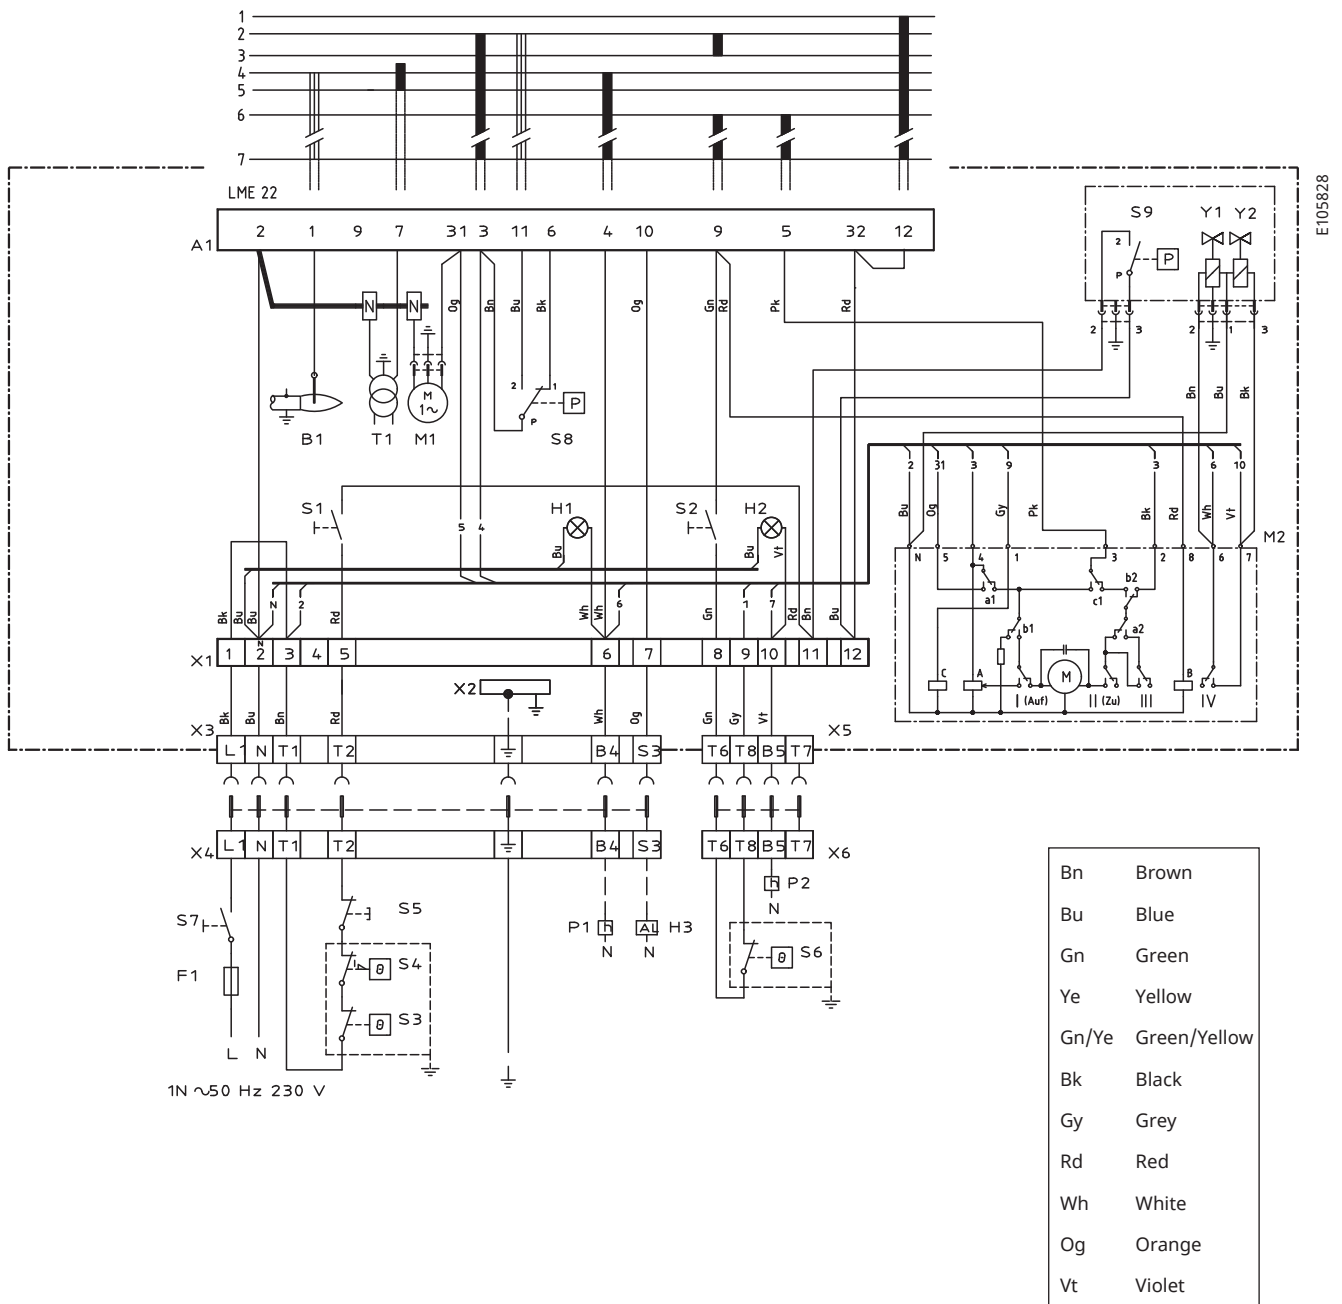 1
2
3
4
5
6
7
E105828
LME 22
A1
2 1 9 7 31 3 11 6 4 10 9 5 32 12
S9 Y1 Y2
2
P
P
2 3 2 1 3
N N
Og Bn Bu Bk Og Gn Rd Pk Rd
Bn Bu Bk
M
1~
2 1
P
P
B1 T1 M1 S8
2 31 3 9 3 6 10
S1 H1 S2 H2
5 4
Bu Bu Vt
Bu Og Gy Pk Bk Rd Wh Vt
M2
N 5 4 1 3 2 8 6 7
a1 c1 b2
b1 a2
N 2 6 1 7
Bk Bu Bu Rd Wh Wh Gn Rd Bn Bu
N
X1 1 2 3 4 5 6 7 8 9 10 11 12
C A M B
I (Auf) II (Zu) III IV
X2
Bk Bu Bn Rd Wh Og Gn Gy Vt
X3 L1 N T1 T2 B4 S3 T6 T8 B5 T7 X5
X4 L1 N T1 T2 B4 S3 T6 T8 B5 T7 X6
S7 S5 P1 h AL H3 h P2
N N N
F1 θ S4 θ S6
θ S3
L N
1N ~50 Hz 230 V
Bn Brown
Bu Blue
Gn Green
Ye Yellow
Gn/Ye Green/Yellow
Bk Black
Gy Grey
Rd Red
Wh White
Og Orange
Vt Violet